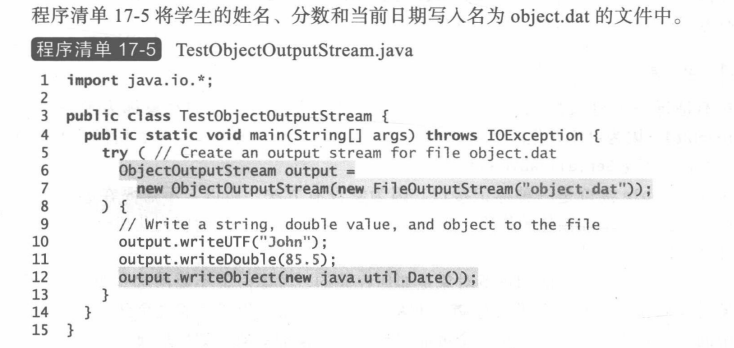 程序清单 17-5 将学生的姓名、分数和当前日期写入名为 object.dat 的文件中。
程序清单 17-5 TestObjectOutputStream.java
1 import java.io.*;
2
3 public class TestObjectOutputStream {
4   public static void main(String[] args) throws IOException {
5     try ( // Create an output stream for file object.dat
6       ObjectOutputStream output =
7         new ObjectOutputStream(new FileOutputStream("object.dat"));
8     ) {
9       // Write a string, double value, and object to the file
10       output.writeUTF("John");
11       output.writeDouble(85.5);
12       output.writeObject(new java.util.Date());
13     }
14   }
15 }